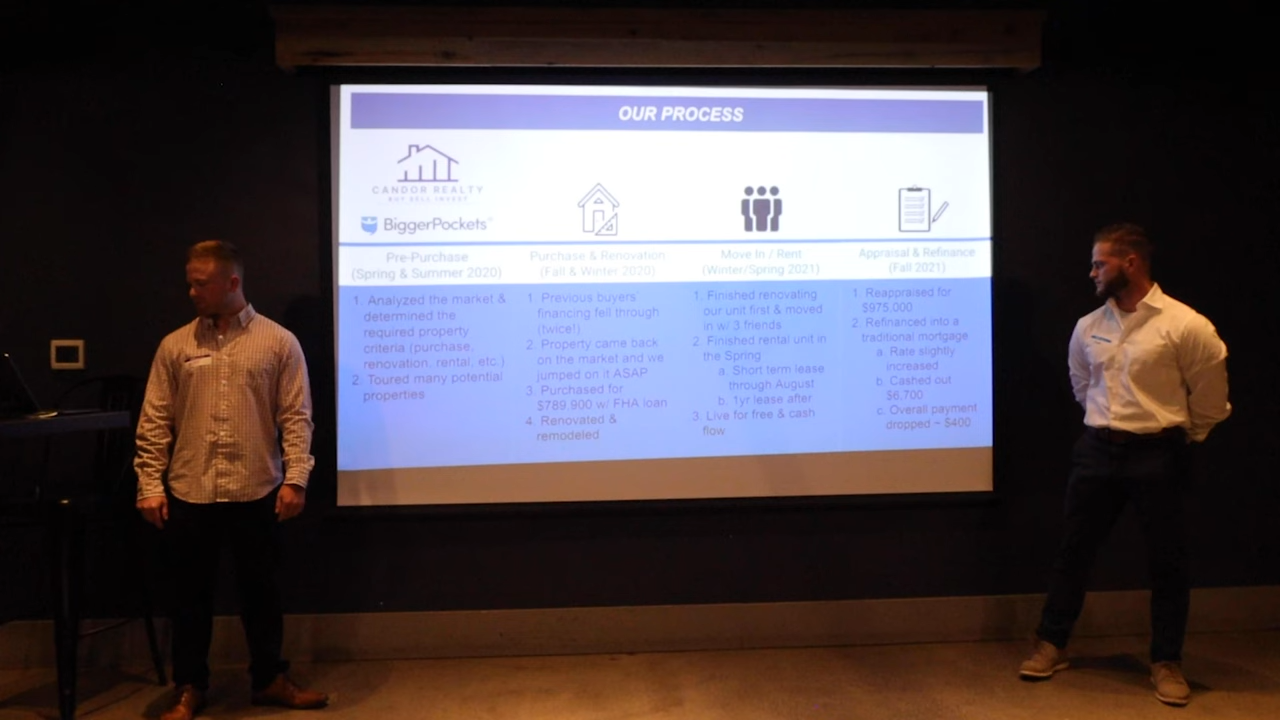 OUR PROCESS
CANDOR REALTY
BUY SELL INVEST
BiggerPockets
Pre-Purchase
(Spring & Summer 2020)
1. Analyzed the market &
determined the
required property
criteria (purchase,
renovation, rental, etc.)
2. Toured many potential
properties
Purchase & Renovation
(Fall & Winter 2020)
1. Previous buyers'
financing fell through
(twice!)
2. Property came back
on the market and we
jumped on it ASAP
3. Purchased for
$789,900 w/ FHA loan
4. Renovated &
remodeled
Move In / Rent
(Winter/Spring 2021)
1. Finished renovating
our unit first & moved
in w/ 3 friends
2. Finished rental unit in
the Spring
a. Short term lease
through August
b. 1yr lease after
3. Live for free & cash
flow
Appraisal & Refinance
(Fall 2021)
1. Reappraised for
$975,000
2. Refinanced into a
traditional mortgage
a. Rate slightly
increased
b. Cashed out
$6,700
c. Overall payment
dropped ~ $400